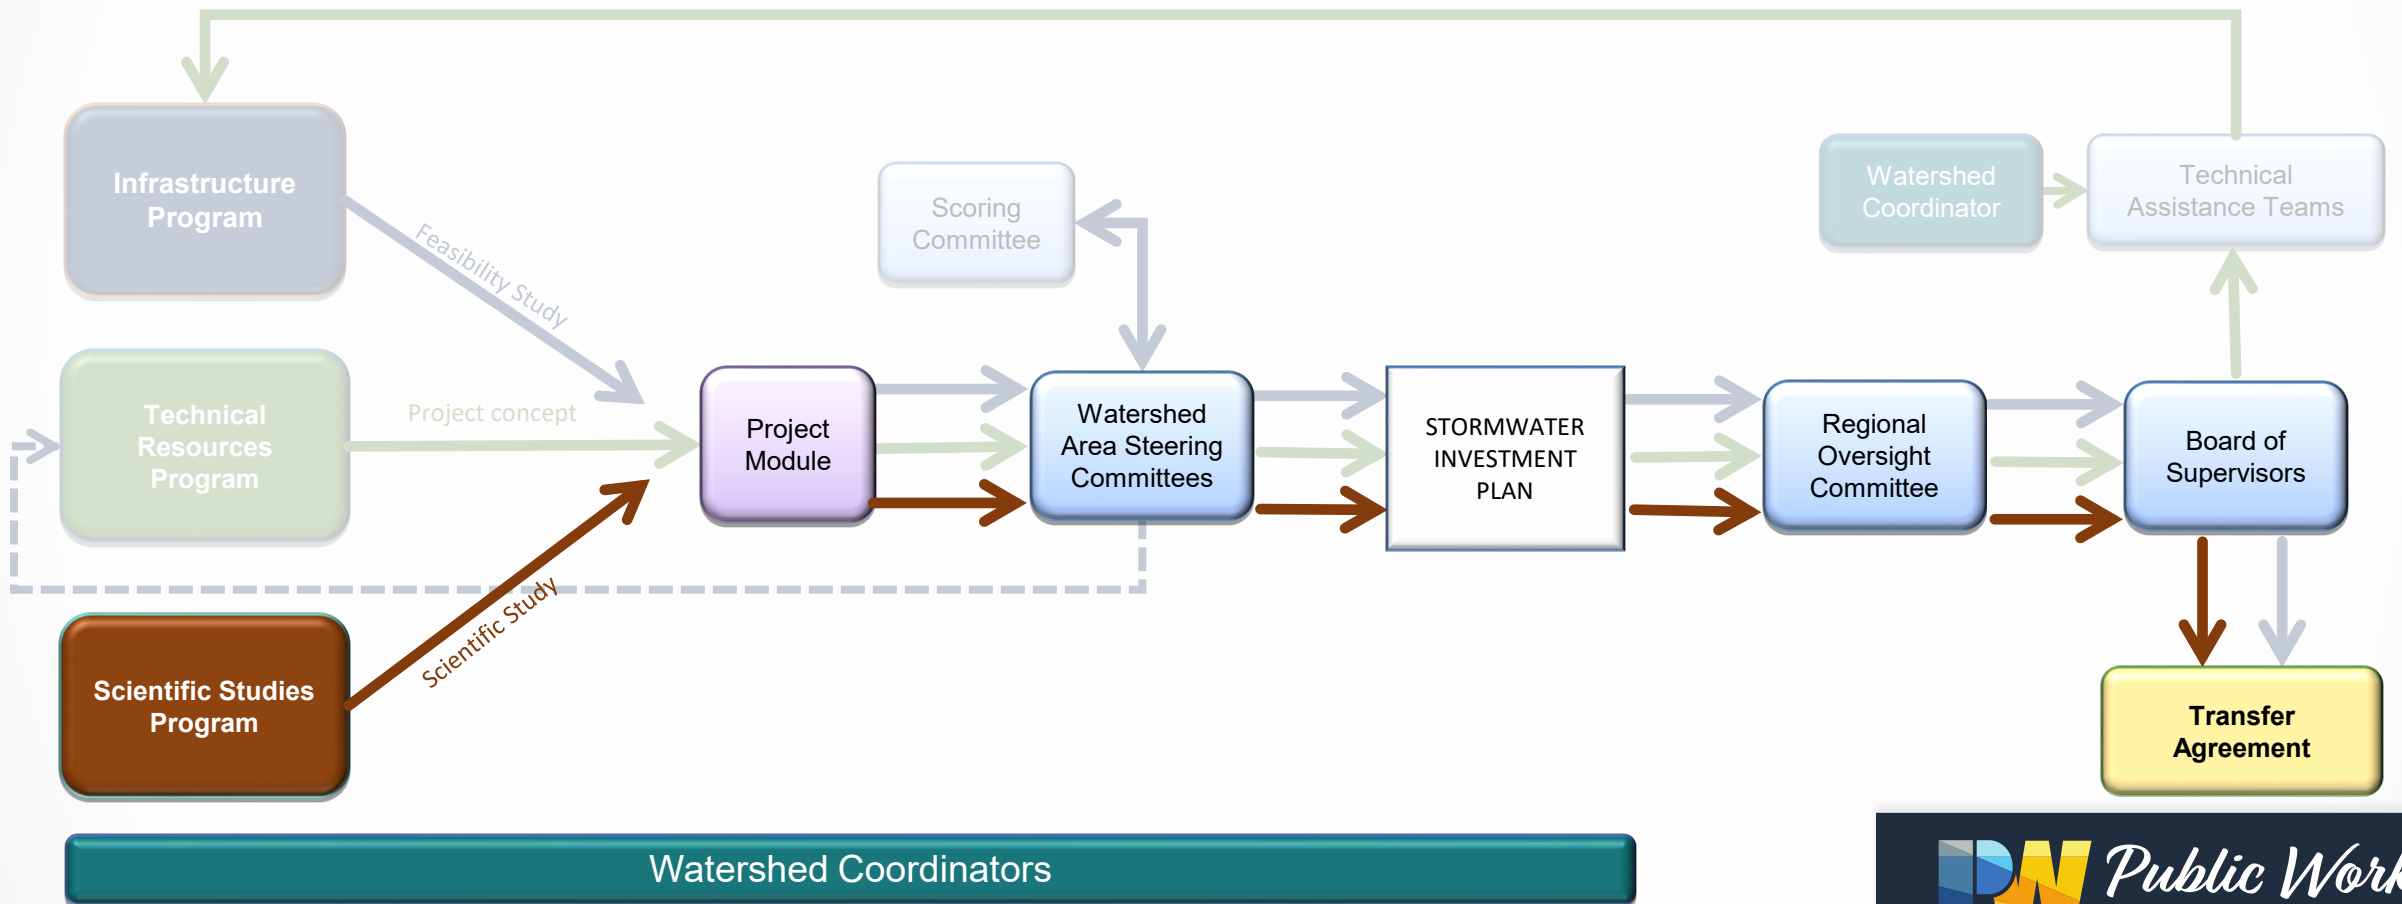 Infrastructure
Program
Feasibility Study
Scoring
Committee
Watershed
Coordinator
Technical
Assistance Teams
Technical
Resources
Program
Project concept
Project
Module
Watershed
Area Steering
Committees
STORMWATER
INVESTMENT
PLAN
Regional
Oversight
Committee
Board of
Supervisors
Scientific Studies
Program
Scientific Study
Transfer
Agreement
Watershed Coordinators
PW
Public Work